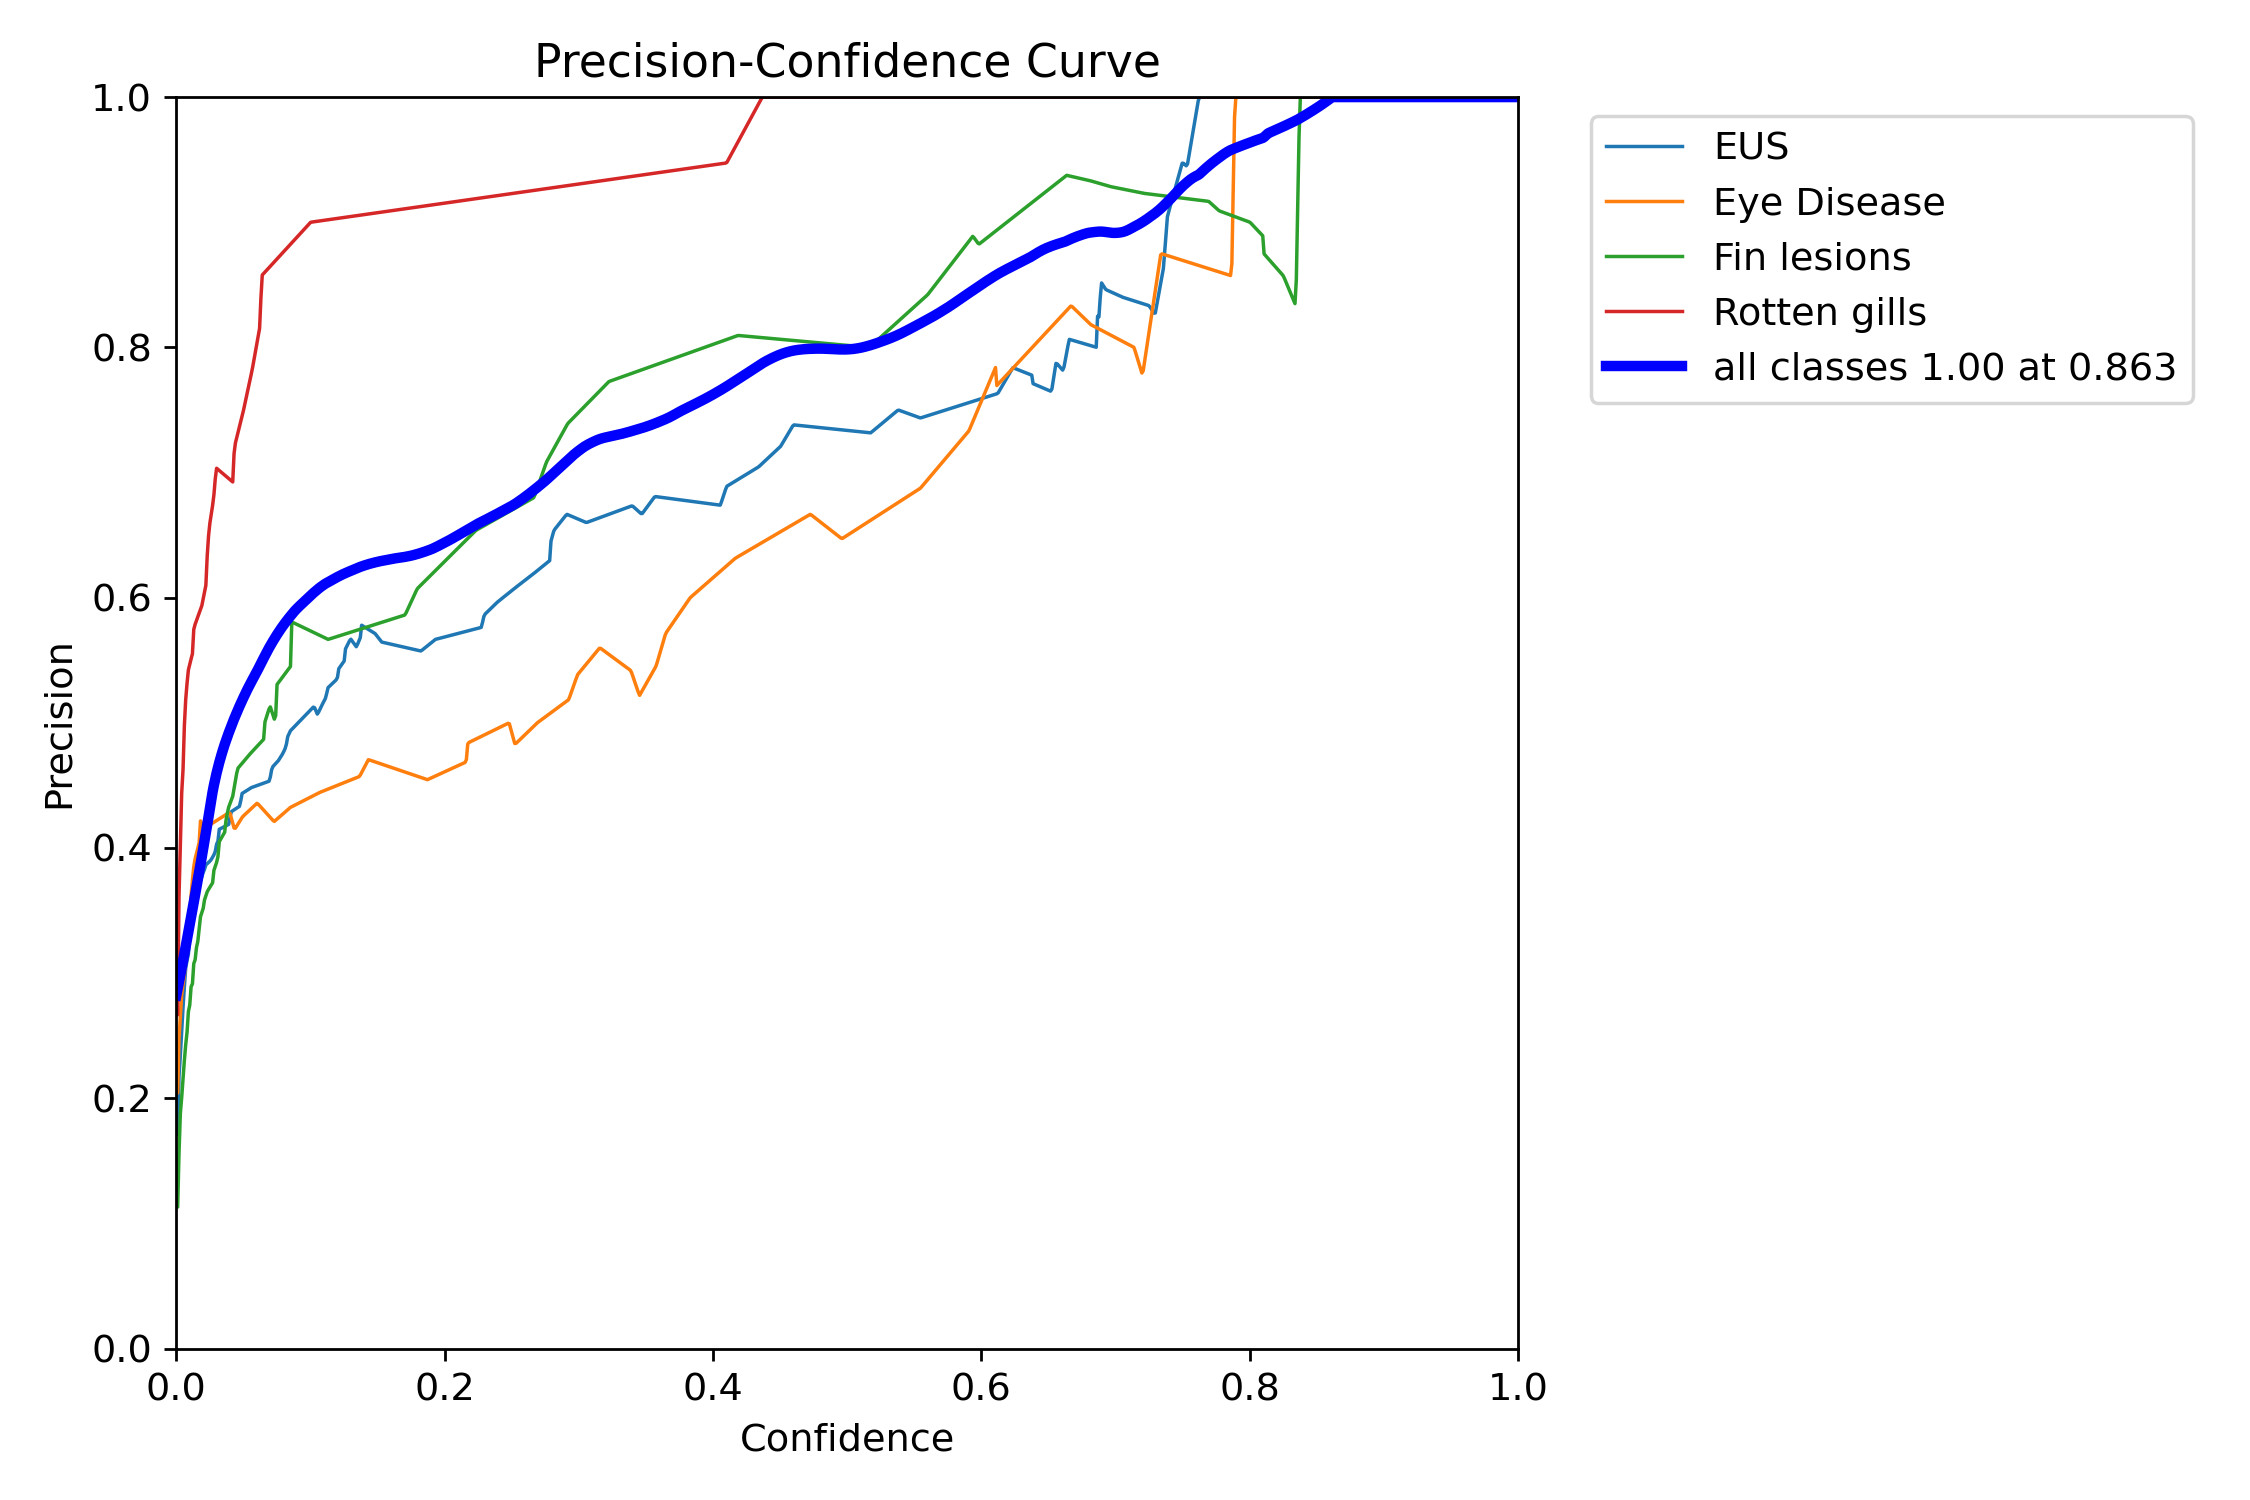 Precision-Confidence Curve
1.0
0.8
0.6
0.4
0.2
0.0
Precision
0.0 0.2 0.4 0.6 0.8 1.0
Confidence
EUS
Eye Disease
Fin lesions
Rotten gills
all classes 1.00 at 0.863